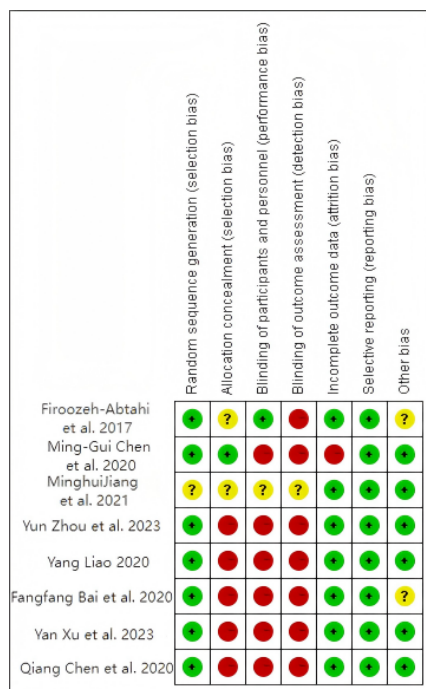 Random sequence generation (selection bias)
Allocation concealment (selection bias)
Blinding of participants and personnel (performance bias)
Blinding of outcome assessment (detection bias)
Incomplete outcome data (attrition bias)
Selective reporting (reporting bias)
Other bias
Firoozeh-Abtahi
et al. 2017
+ ? + + + ?
Ming-Gui Chen
et al. 2020
+ + + +
MinghuiJiang
et al. 2021
? ? ? ? + + +
Yun Zhou et al. 2023
+ + + +
Yang Liao 2020
+ + + +
Fangfang Bai et al. 2020
+ + + ?
Yan Xu et al. 2023
+ + + +
Qiang Chen et al. 2020
+ + + +